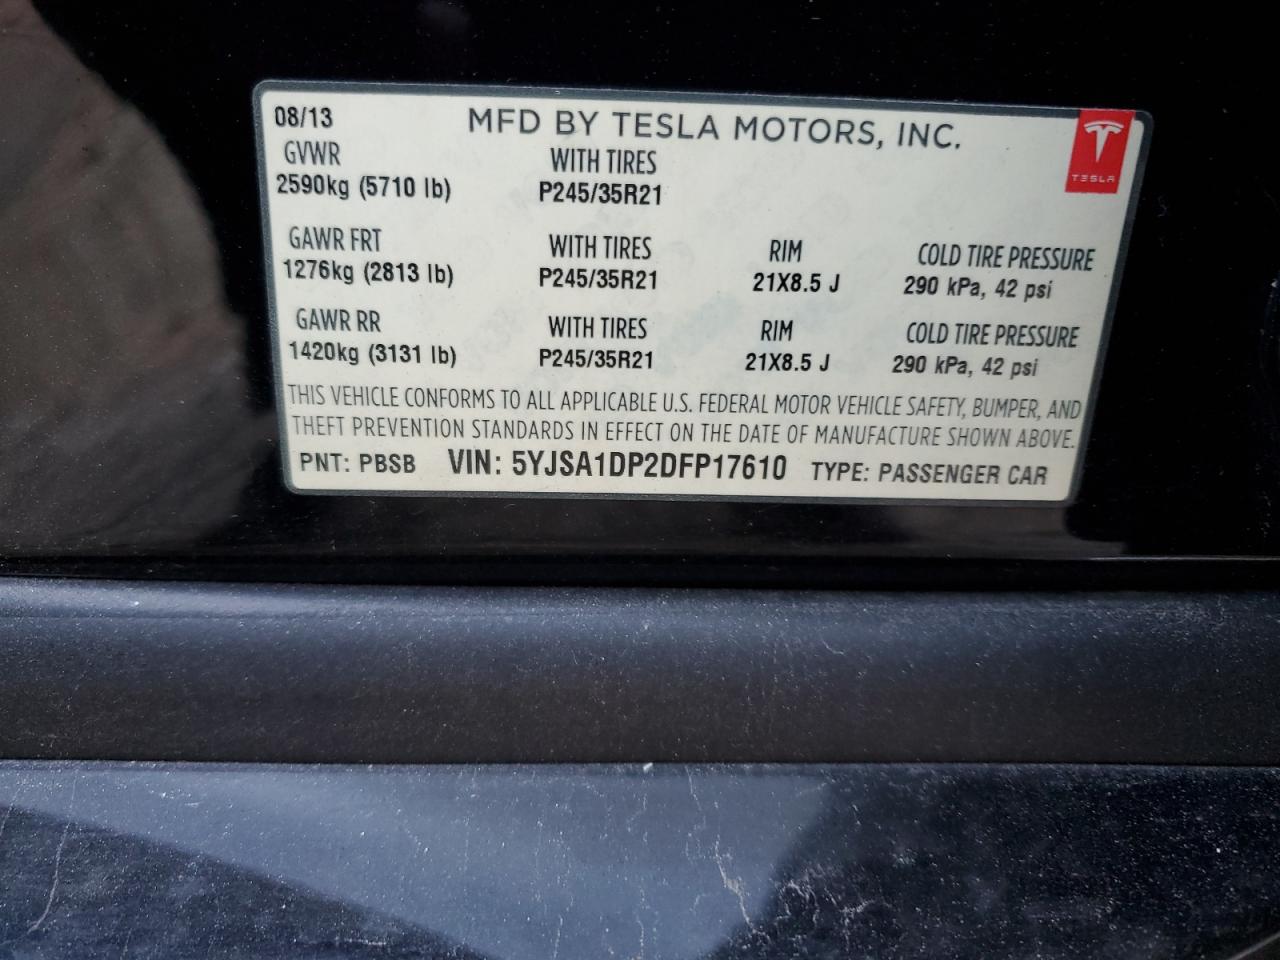 08/13 MFD BY TESLA MOTORS, INC.
TESLA
GVWR WITH TIRES
2590kg (5710 lb) P245/35R21
GAWR FRT WITH TIRES RIM COLD TIRE PRESSURE
1276kg (2813 lb) P245/35R21 21X8.5 J 290 kPa, 42 psi
GAWR RR WITH TIRES RIM COLD TIRE PRESSURE
1420kg (3131 lb) P245/35R21 21X8.5 J 290 kPa, 42 psi
THIS VEHICLE CONFORMS TO ALL APPLICABLE U.S. FEDERAL MOTOR VEHICLE SAFETY, BUMPER, AND
THEFT PREVENTION STANDARDS IN EFFECT ON THE DATE OF MANUFACTURE SHOWN ABOVE.
PNT: PBSB VIN: 5YJSA1DP2DFP17610 TYPE: PASSENGER CAR